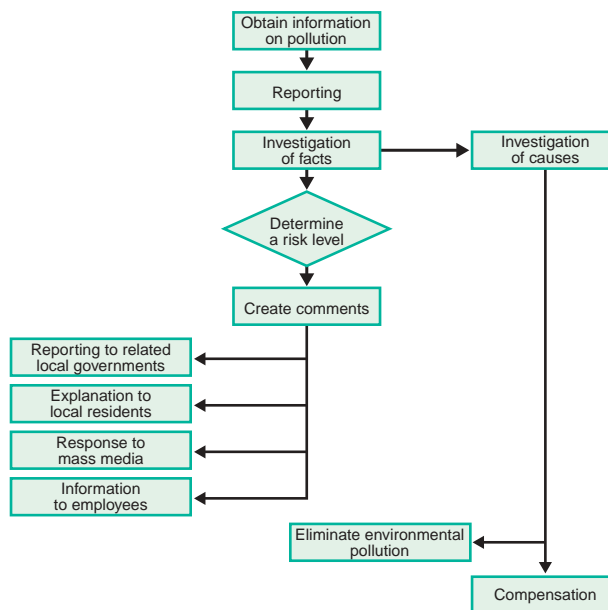 Obtain information
on pollution
Reporting
Investigation
of facts
Investigation
of causes
Determine
a risk level
Create comments
Reporting to related
local governments
Explanation to
local residents
Response to
mass media
Information
to employees
Eliminate environmental
pollution
Compensation